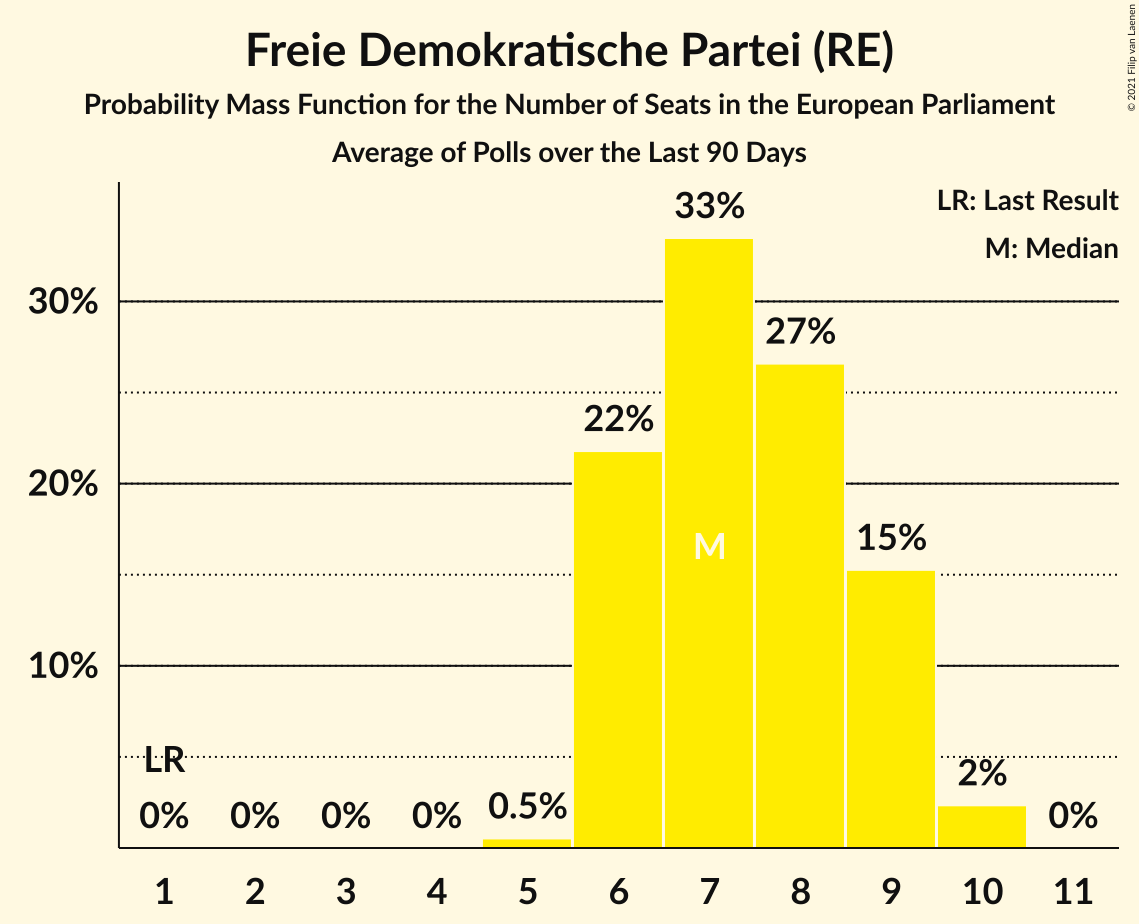 Freie Demokratische Partei (RE)
Probability Mass Function for the Number of Seats in the European Parliament
Average of Polls over the Last 90 Days
© 2021 Filip van Laenen
LR: Last Result
M: Median
33%
30%
27%
22%
20%
15%
M
10%
LR
2%
0.5%
0% 0% 0% 0% 0%
1 2 3 4 5 6 7 8 9 10 11